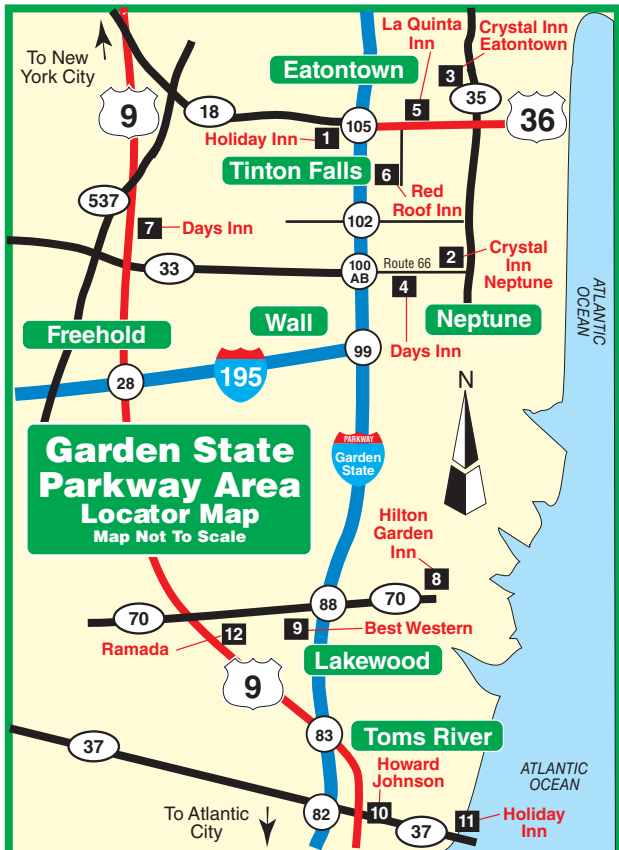 To New
York City
9
18
Eatontown
La Quinta
Inn
Crystal Inn
Eatontown
3
35
5
36
105
Holiday Inn
1
Tinton Falls
6
Red
Roof Inn
537
7
Days Inn
102
33
100
AB
Route 66
2
Crystal
Inn
Neptune
4
Days Inn
Neptune
ATLANTIC
OCEAN
Freehold
Wall
99
28
195
N
Garden State
Parkway Area
Locator Map
Map Not To Scale
PARKWAY
Garden
State
Hilton
Garden
Inn
8
70
88
70
9
Best Western
12
Ramada
Lakewood
9
83
Toms River
37
Howard
Johnson
ATLANTIC
OCEAN
To Atlantic
City
82
10
37
11
Holiday
Inn